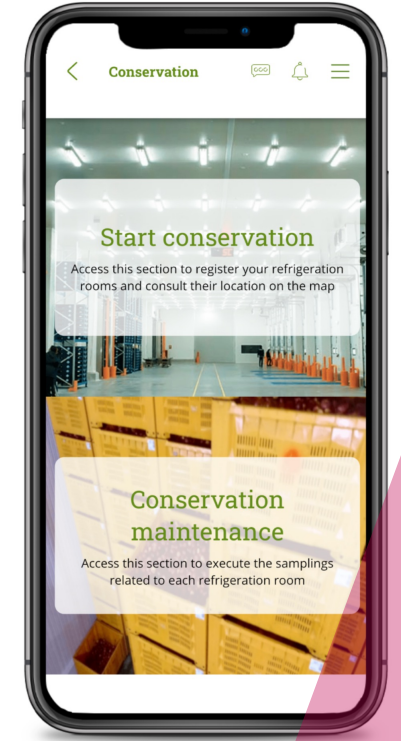 Conservation
Start conservation
Access this section to register your refrigeration
rooms and consult their location on the map
Conservation
maintenance
Access this section to execute the samplings
related to each refrigeration room